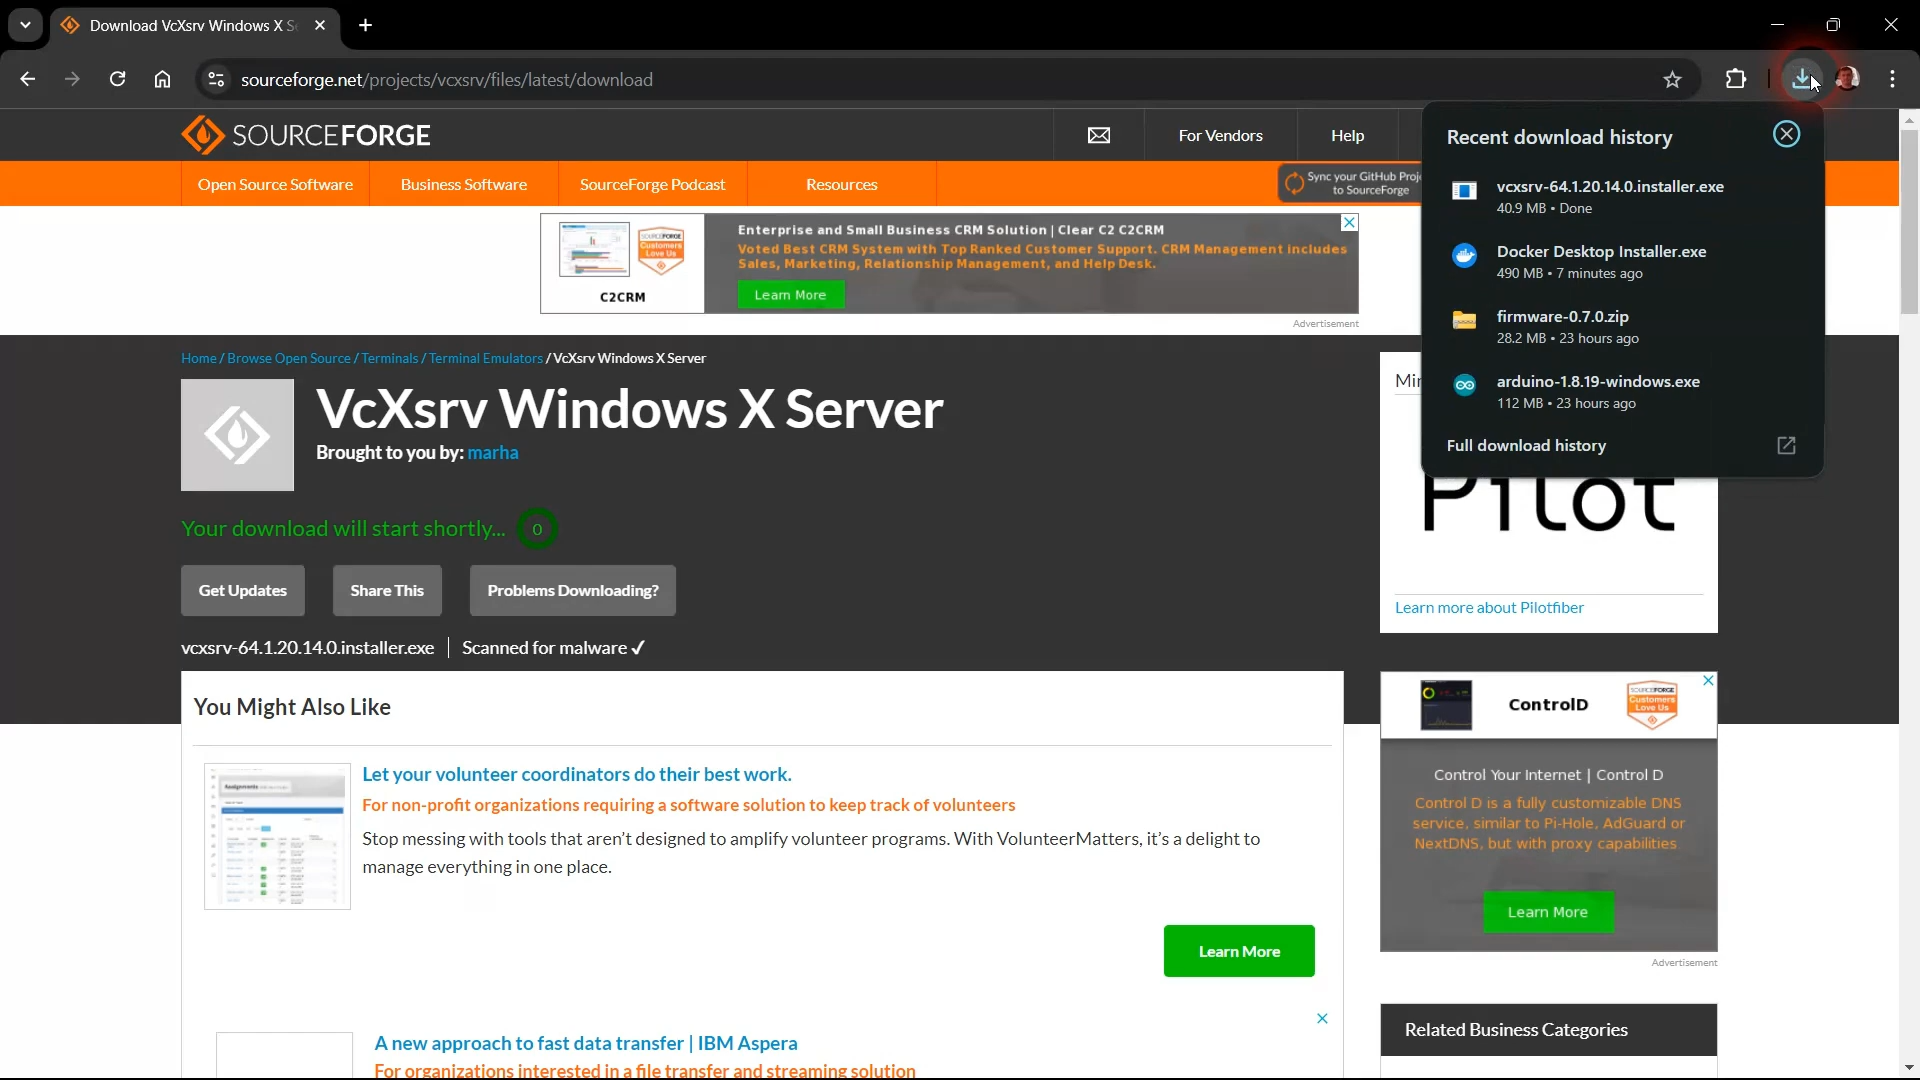 Download VcXsrv Windows X S
sourceforge.net/projects/vcxsrv/files/latest/download
SOURCEFORGE
For Vendors
Help
Open Source Software
Business Software
SourceForge Podcast
Resources
Sync your GitHub Proj
to SourceForge
Recent download history
vcxsrv-64.1.20.14.0.installer.exe
40.9 MB • Done
Docker Desktop Installer.exe
490 MB • 7 minutes ago
firmware-0.7.0.zip
28.2 MB • 23 hours ago
arduino-1.8.19-windows.exe
112 MB • 23 hours ago
Full download history
SOURCEFORGE
Customers
Love Us
C2CRM
Enterprise and Small Business CRM Solution | Clear C2 C2CRM
Voted Best CRM System with Top Ranked Customer Support. CRM Management includes
Sales, Marketing, Relationship Management, and Help Desk.
Learn More
Advertisement
Home / Browse Open Source / Terminals / Terminal Emulators / VcXsrv Windows X Server
VcXsrv Windows X Server
Brought to you by: marha
Your download will start shortly... 0
Get Updates
Share This
Problems Downloading?
vcxsrv-64.1.20.14.0.installer.exe
Scanned for malware ✓
Pilot
Learn more about Pilotfiber
You Might Also Like
Assignments
Let your volunteer coordinators do their best work.
For non-profit organizations requiring a software solution to keep track of volunteers
Stop messing with tools that aren't designed to amplify volunteer programs. With VolunteerMatters, it's a delight to
manage everything in one place.
Learn More
A new approach to fast data transfer | IBM Aspera
For organizations interested in a file transfer and streaming solution
ControlD
SOURCEFORGE
Customers
Love Us
Control Your Internet | Control D
Control D is a fully customizable DNS
service, similar to Pi-Hole, AdGuard or
NextDNS, but with proxy capabilities
Learn More
Advertisement
Related Business Categories